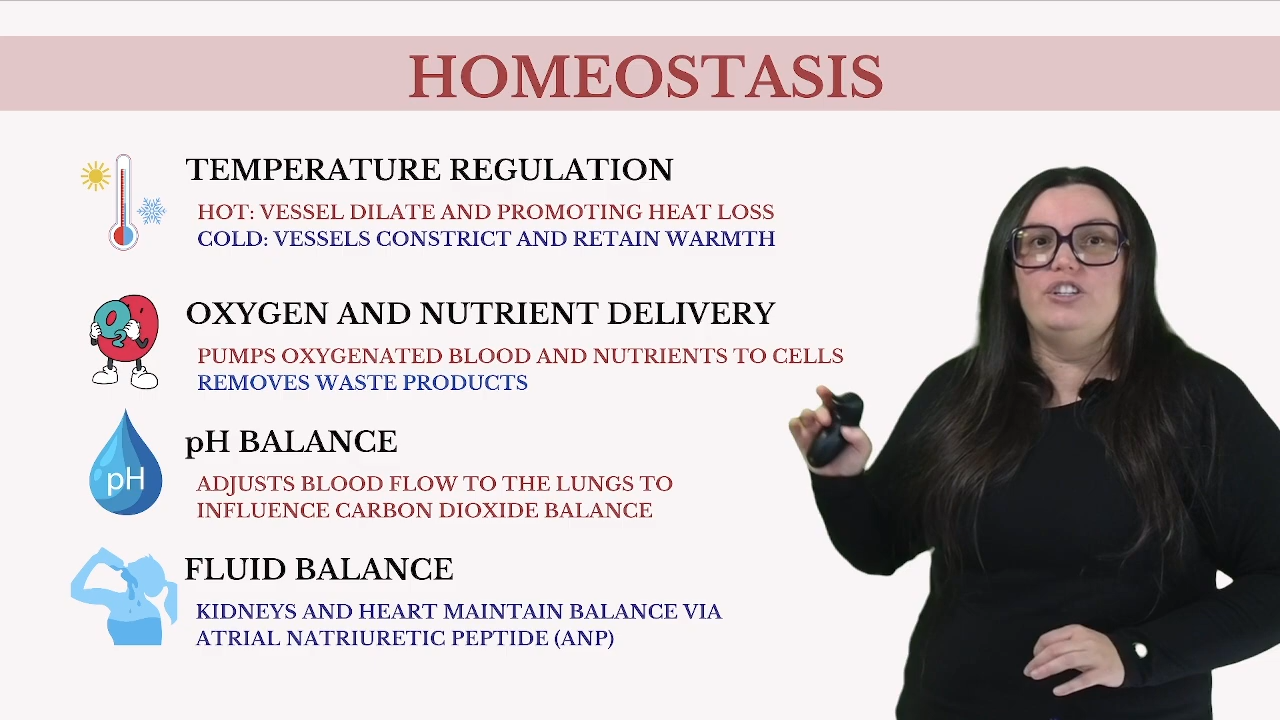 HOMEOSTASIS
TEMPERATURE REGULATION
HOT: VESSEL DILATE AND PROMOTING HEAT LOSS
COLD: VESSELS CONSTRICT AND RETAIN WARMTH
O2
OXYGEN AND NUTRIENT DELIVERY
PUMPS OXYGENATED BLOOD AND NUTRIENTS TO CELLS
REMOVES WASTE PRODUCTS
pH
pH BALANCE
ADJUSTS BLOOD FLOW TO THE LUNGS TO
INFLUENCE CARBON DIOXIDE BALANCE
FLUID BALANCE
KIDNEYS AND HEART MAINTAIN BALANCE VIA
ATRIAL NATRIURETIC PEPTIDE (ANP)